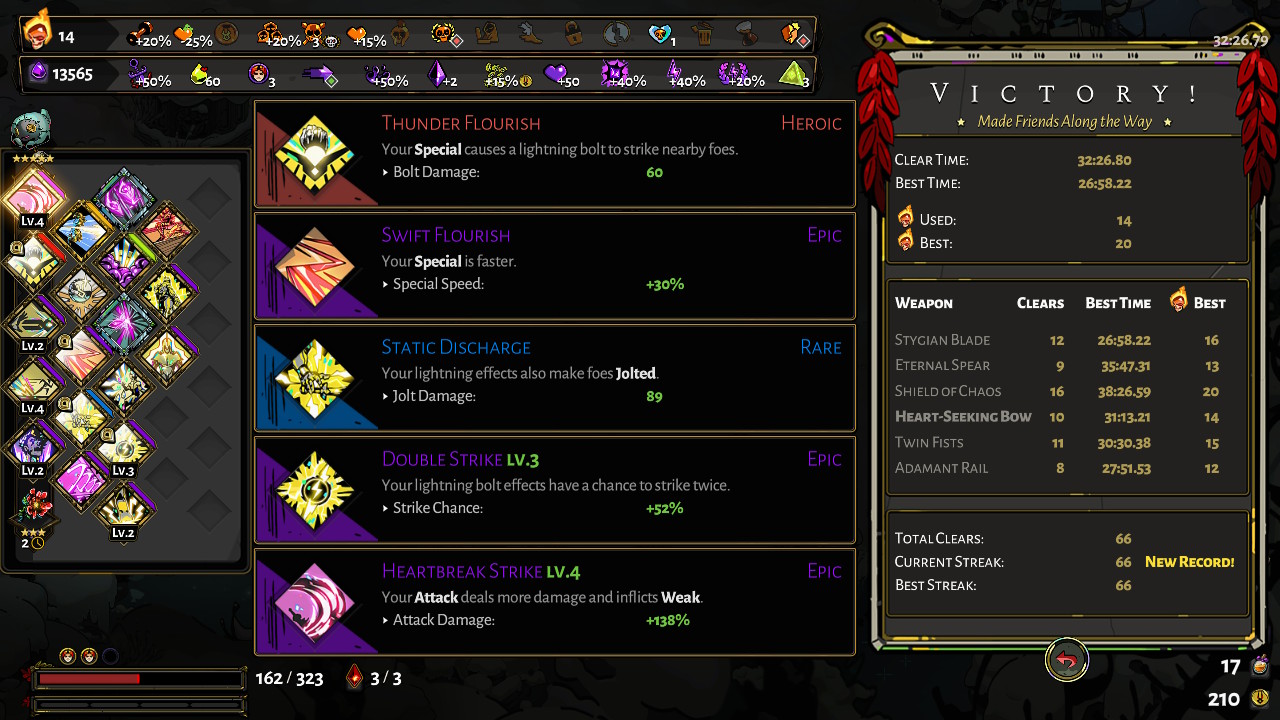 14
+20%
-25%
+20%
3
+15%
1
32:26.79
13565
+50%
60
3
+50%
+2
+15%
+50
+40%
+40%
+20%
3
Thunder Flourish Heroic
Your Special causes a lightning bolt to strike nearby foes.
Bolt Damage: 60
Swift Flourish Epic
Your Special is faster.
Special Speed: +30%
Static Discharge Rare
Your lightning effects also make foes Jolted.
Jolt Damage: 89
Double Strike Lv.3 Epic
Your lightning bolt effects have a chance to strike twice.
Strike Chance: +52%
Heartbreak Strike Lv.4 Epic
Your Attack deals more damage and inflicts Weak.
Attack Damage: +138%
Lv.4
Lv.2
Lv.4
Lv.2
Lv.3
2
Lv.2
162 / 323
3 / 3
Victory!
Made Friends Along the Way
Clear Time: 32:26.80
Best Time: 26:58.22
Used: 14
Best: 20
Weapon Clears Best Time Best
Stygian Blade 12 26:58.22 16
Eternal Spear 9 35:47.31 13
Shield of Chaos 16 38:26.59 20
Heart-Seeking Bow 10 31:13.21 14
Twin Fists 11 30:30.38 15
Adamant Rail 8 27:51.53 12
Total Clears: 66
Current Streak: 66 New Record!
Best Streak: 66
17
210